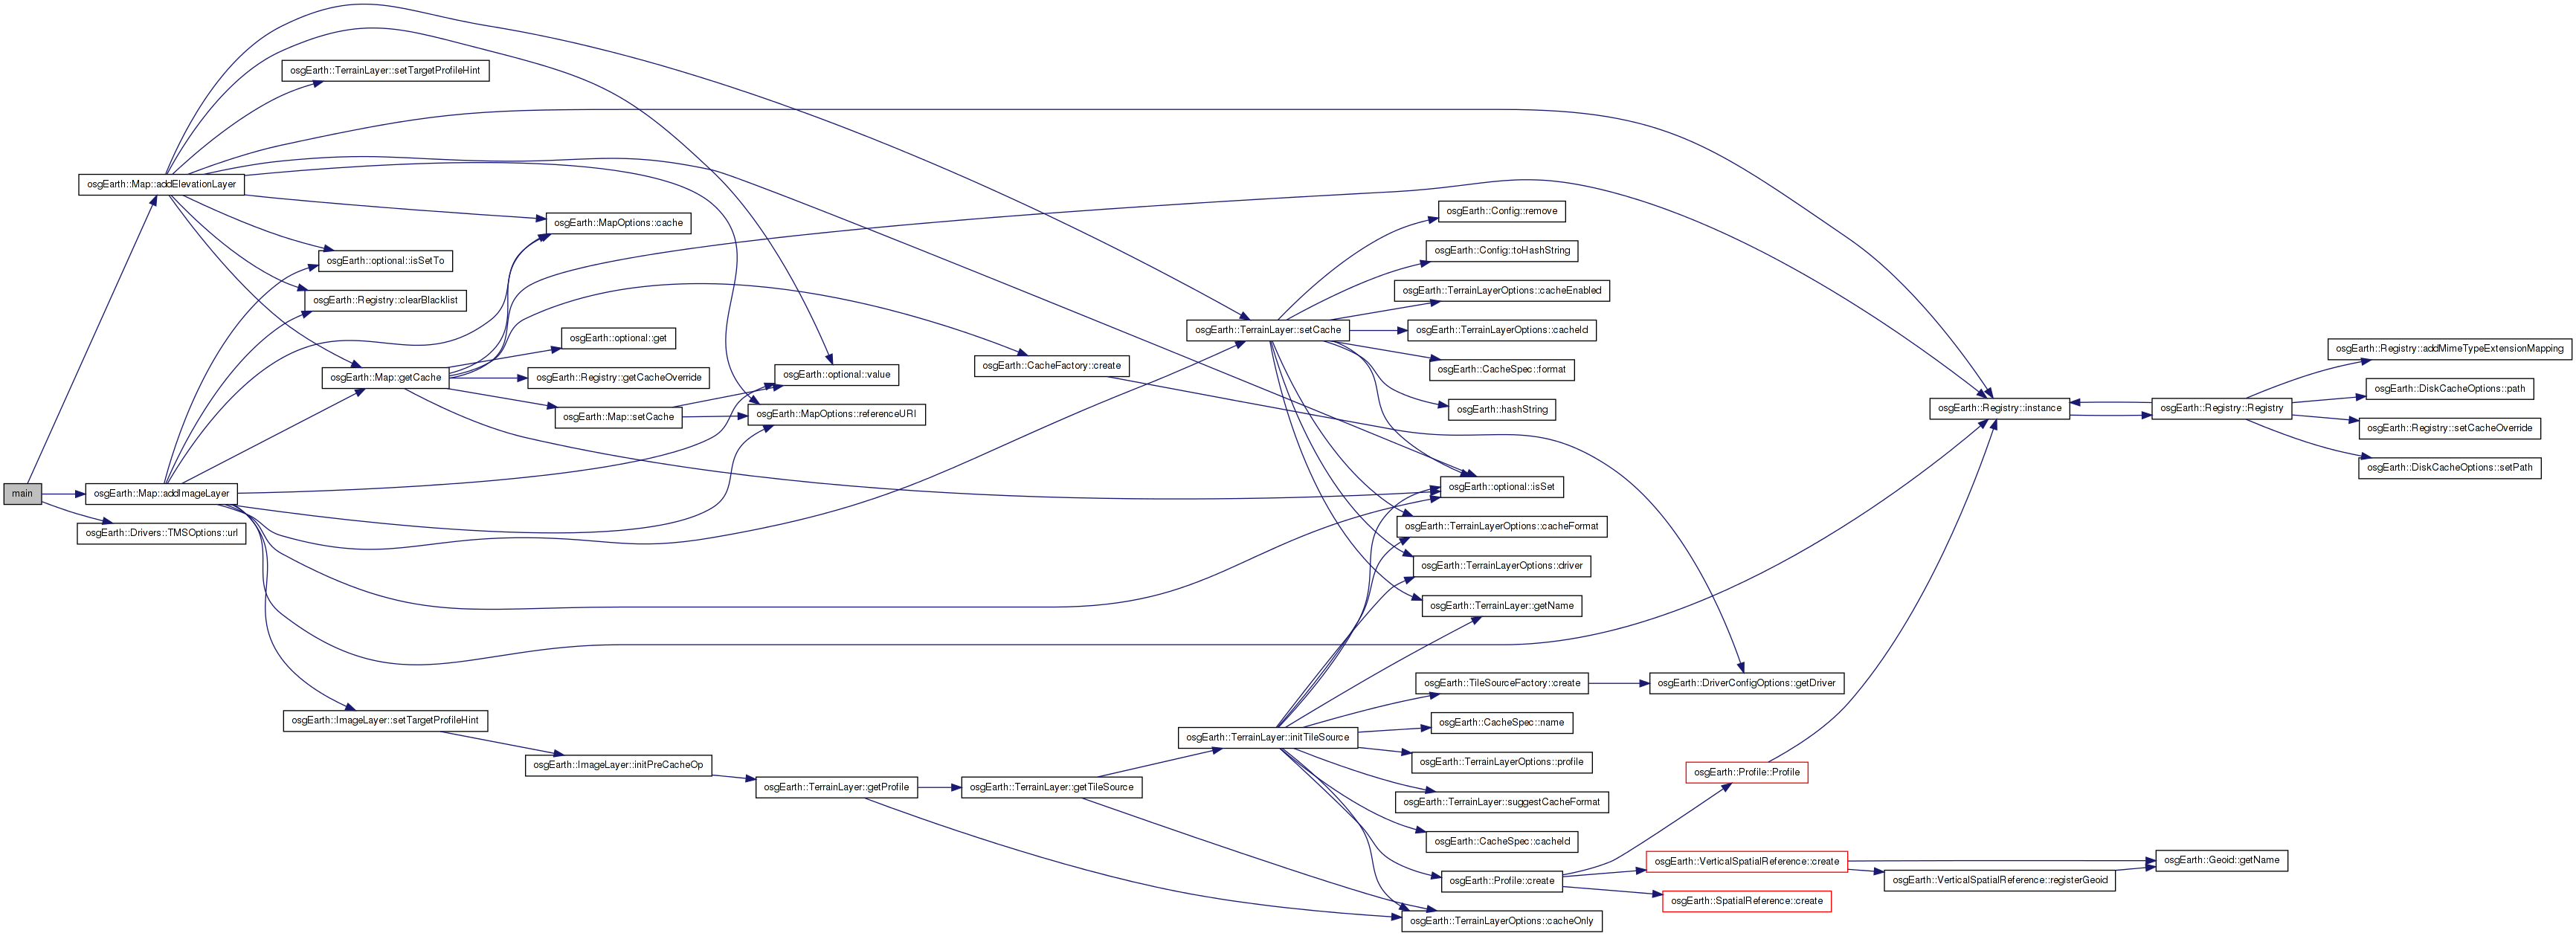 main
osgEarth::Map::addElevationLayer
osgEarth::Map::addImageLayer
osgEarth::Drivers::TMSOptions::url
osgEarth::TerrainLayer::setTargetProfileHint
osgEarth::optional::isSetTo
osgEarth::Registry::clearBlacklist
osgEarth::Map::getCache
osgEarth::ImageLayer::setTargetProfileHint
osgEarth::MapOptions::cache
osgEarth::optional::get
osgEarth::Registry::getCacheOverride
osgEarth::Map::setCache
osgEarth::ImageLayer::initPreCacheOp
osgEarth::optional::value
osgEarth::MapOptions::referenceURI
osgEarth::TerrainLayer::getProfile
osgEarth::CacheFactory::create
osgEarth::TerrainLayer::getTileSource
osgEarth::TerrainLayer::setCache
osgEarth::TerrainLayer::initTileSource
osgEarth::Config::remove
osgEarth::Config::toHashString
osgEarth::TerrainLayerOptions::cacheEnabled
osgEarth::TerrainLayerOptions::cacheId
osgEarth::CacheSpec::format
osgEarth::hashString
osgEarth::optional::isSet
osgEarth::TerrainLayerOptions::cacheFormat
osgEarth::TerrainLayerOptions::driver
osgEarth::TerrainLayer::getName
osgEarth::TileSourceFactory::create
osgEarth::CacheSpec::name
osgEarth::TerrainLayerOptions::profile
osgEarth::TerrainLayer::suggestCacheFormat
osgEarth::CacheSpec::cacheId
osgEarth::Profile::create
osgEarth::TerrainLayerOptions::cacheOnly
osgEarth::DriverConfigOptions::getDriver
osgEarth::Profile::Profile
osgEarth::VerticalSpatialReference::create
osgEarth::SpatialReference::create
osgEarth::Registry::instance
osgEarth::VerticalSpatialReference::registerGeoid
osgEarth::Registry::Registry
osgEarth::Geoid::getName
osgEarth::Registry::addMimeTypeExtensionMapping
osgEarth::DiskCacheOptions::path
osgEarth::Registry::setCacheOverride
osgEarth::DiskCacheOptions::setPath